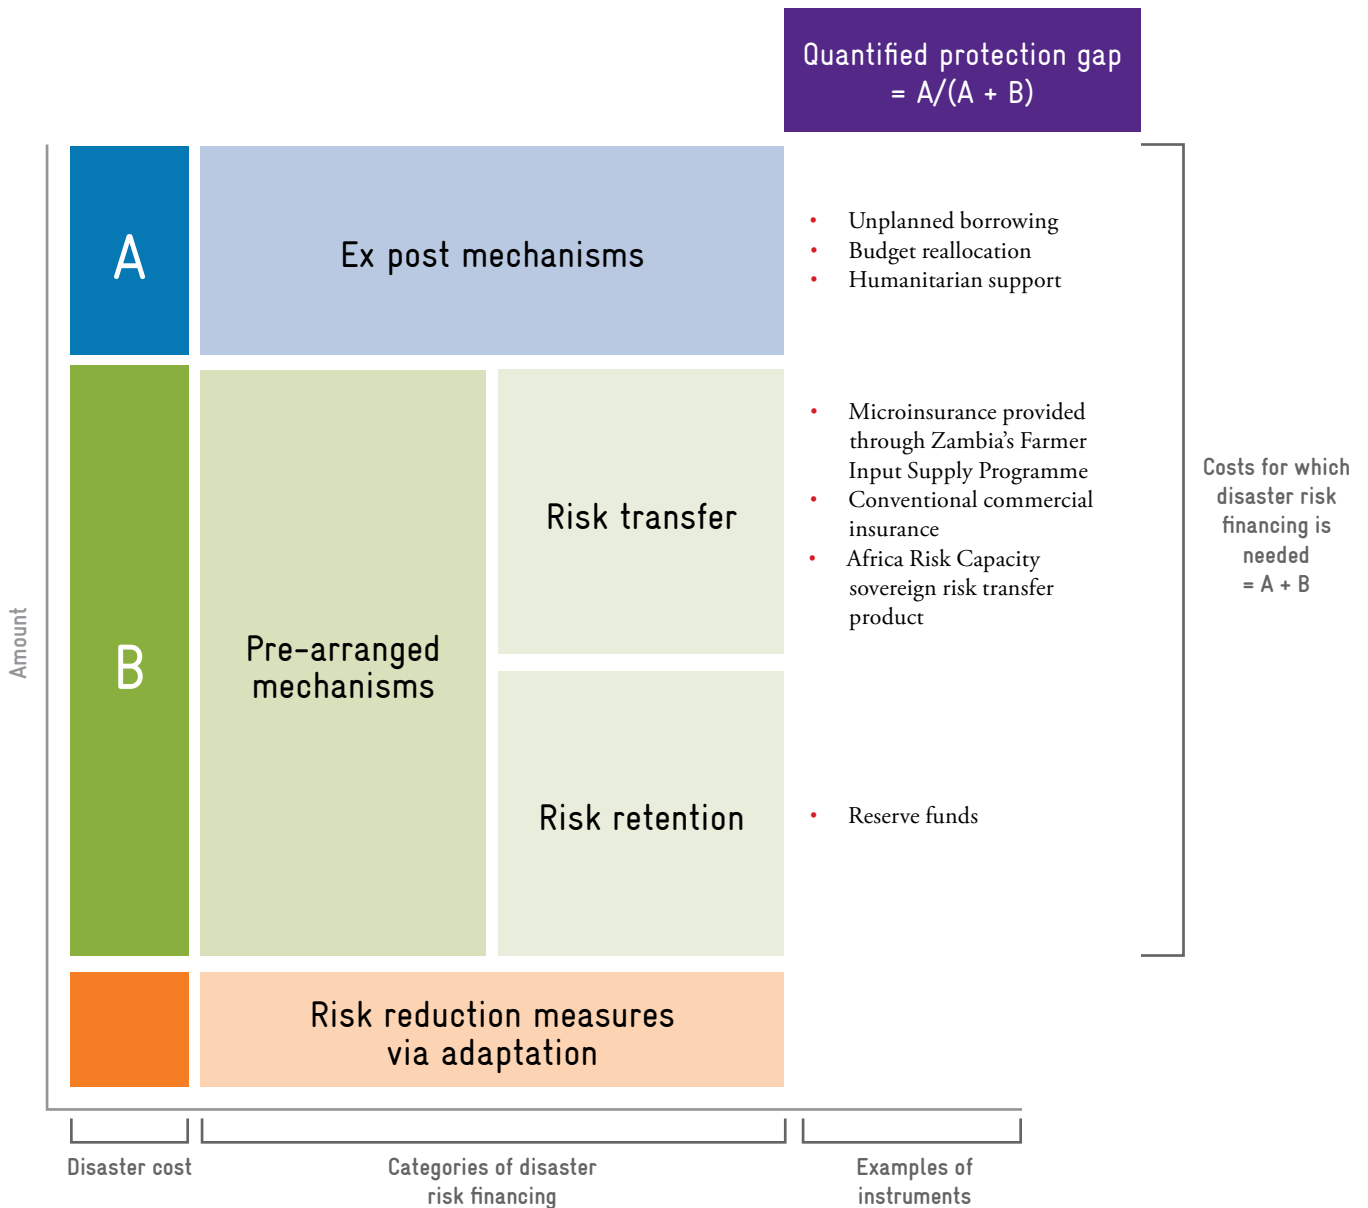 Quantified protection gap
= A/(A + B)
A
Ex post mechanisms
• Unplanned borrowing
• Budget reallocation
• Humanitarian support
B
Pre-arranged
mechanisms
Risk transfer
• Microinsurance provided
through Zambia’s Farmer
Input Supply Programme
• Conventional commercial
insurance
• Africa Risk Capacity
sovereign risk transfer
product
Risk retention
• Reserve funds
Costs for which
disaster risk
financing is
needed
= A + B
Risk reduction measures
via adaptation
Amount
Disaster cost
Categories of disaster
risk financing
Examples of
instruments